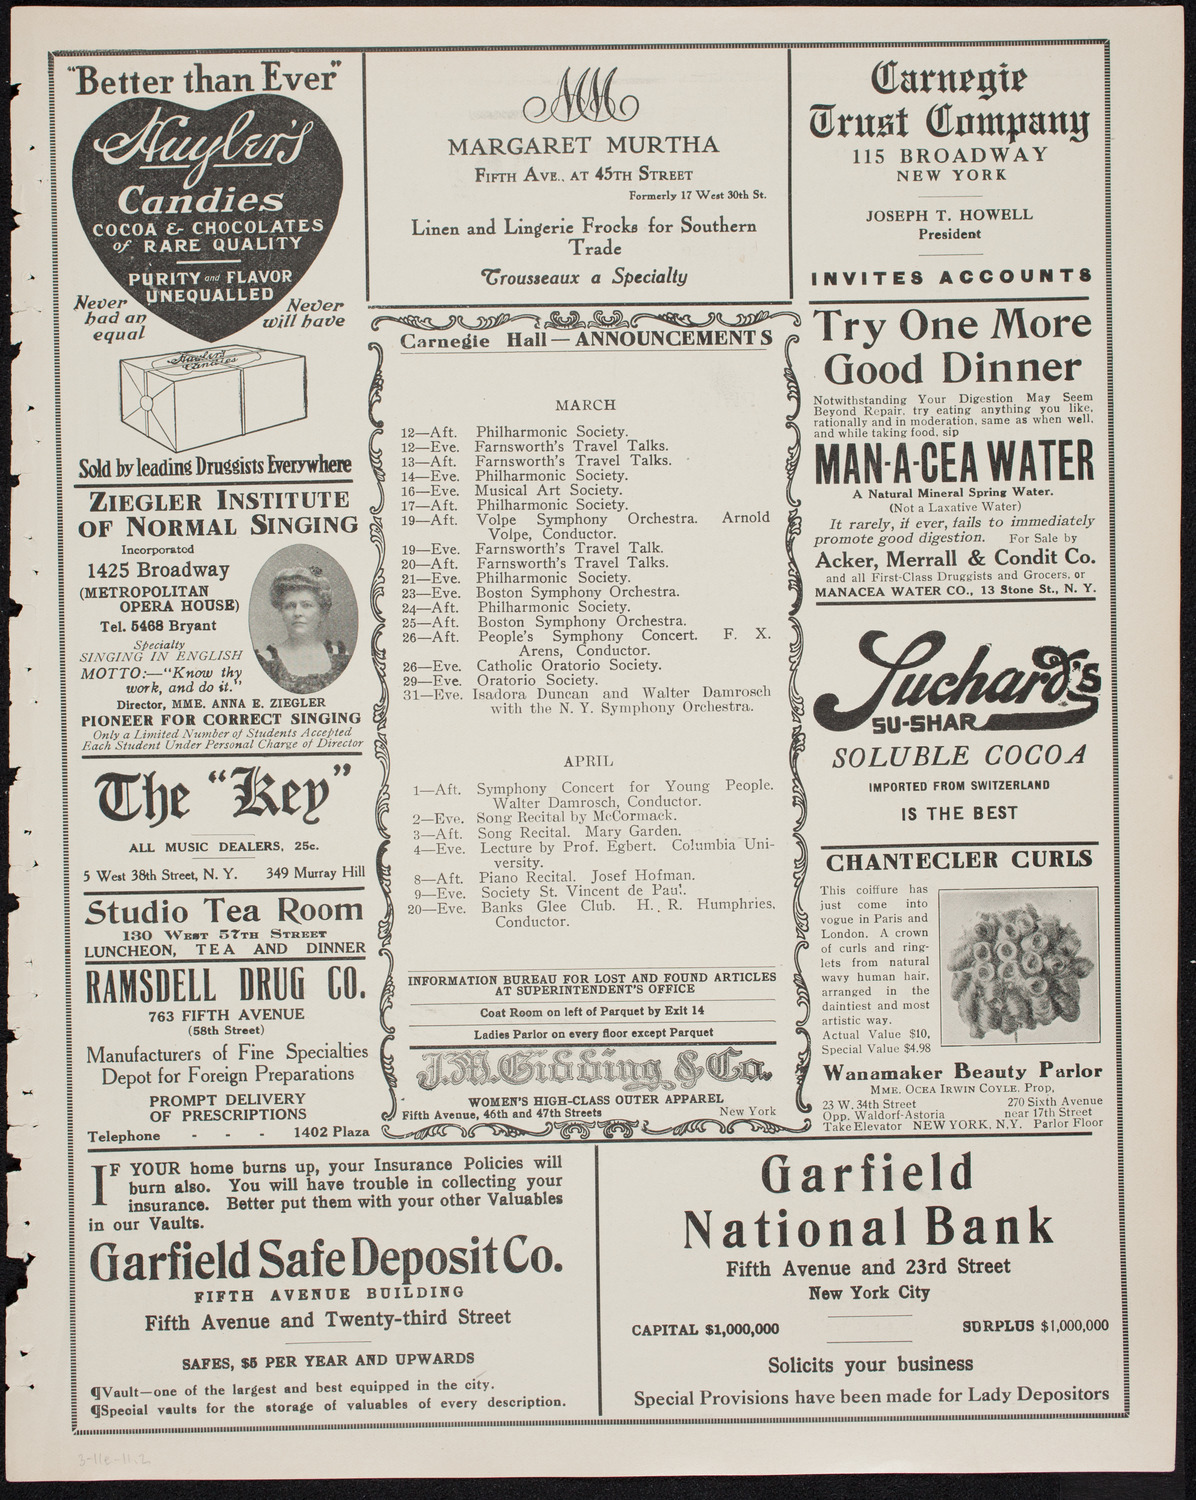 "Better than Ever"
Huyler's
Candies
COCOA & CHOCOLATES
of RARE QUALITY
PURITY and FLAVOR
UNEQUALLED
Never
had an
equal
Never
will have
Huyler's
Candies
Sold by leading Druggists Everywhere
ZIEGLER INSTITUTE
OF NORMAL SINGING
Incorporated
1425 Broadway
(METROPOLITAN
OPERA HOUSE)
Tel. 5468 Bryant
Specialty
SINGING IN ENGLISH
MOTTO:—"Know thy
work, and do it."
Director, MME. ANNA E. ZIEGLER
PIONEER FOR CORRECT SINGING
Only a Limited Number of Students Accepted
Each Student Under Personal Charge of Director
The "Key"
ALL MUSIC DEALERS, 25c.
5 West 38th Street, N. Y. 349 Murray Hill
Studio Tea Room
130 WEST 57TH STREET
LUNCHEON, TEA AND DINNER
RAMSDELL DRUG CO.
763 FIFTH AVENUE
(58th Street)
Manufacturers of Fine Specialties
Depot for Foreign Preparations
PROMPT DELIVERY
OF PRESCRIPTIONS
Telephone - - - 1402 Plaza
MM
MARGARET MURTHA
FIFTH AVE., AT 45TH STREET
Formerly 17 West 30th St.
Linen and Lingerie Frocks for Southern
Trade
Trousseaux a Specialty
Carnegie Hall—ANNOUNCEMENTS
MARCH
12—Aft. Philharmonic Society.
12—Eve. Farnsworth's Travel Talks.
13—Aft. Farnsworth's Travel Talks.
14—Eve. Philharmonic Society.
16—Eve. Musical Art Society.
17—Aft. Philharmonic Society.
19—Aft. Volpe Symphony Orchestra. Arnold
Volpe, Conductor.
19—Eve. Farnsworth's Travel Talk.
20—Aft. Farnsworth's Travel Talks.
21—Eve. Philharmonic Society.
23—Eve. Boston Symphony Orchestra.
24—Aft. Philharmonic Society.
25—Aft. Boston Symphony Orchestra.
26—Aft. People's Symphony Concert. F. X.
Arens, Conductor.
26—Eve. Catholic Oratorio Society.
29—Eve. Oratorio Society.
31—Eve. Isadora Duncan and Walter Damrosch
with the N. Y. Symphony Orchestra.
APRIL
1—Aft. Symphony Concert for Young People.
Walter Damrosch, Conductor.
2—Eve. Song Recital by McCormack.
3—Aft. Song Recital. Mary Garden.
4—Eve. Lecture by Prof. Egbert. Columbia Uni-
versity.
8—Aft. Piano Recital. Josef Hofman.
9—Eve. Society St. Vincent de Paul.
20—Eve. Banks Glee Club. H. R. Humphries,
Conductor.
INFORMATION BUREAU FOR LOST AND FOUND ARTICLES
AT SUPERINTENDENT'S OFFICE
Coat Room on left of Parquet by Exit 14
Ladies Parlor on every floor except Parquet
J.M. Gidding & Co.
WOMEN'S HIGH-CLASS OUTER APPAREL
Fifth Avenue, 46th and 47th Streets New York
Carnegie
Trust Company
115 BROADWAY
NEW YORK
JOSEPH T. HOWELL
President
INVITES ACCOUNTS
Try One More
Good Dinner
Notwithstanding Your Digestion May Seem
Beyond Repair, try eating anything you like,
rationally and in moderation, same as when well,
and while taking food, sip
MAN-A-CEA WATER
A Natural Mineral Spring Water.
(Not a Laxative Water)
It rarely, if ever, fails to immediately
promote good digestion. For Sale by
Acker, Merrall & Condit Co.
and all First-Class Druggists and Grocers, or
MANACEA WATER CO., 13 Stone St., N. Y.
Suchard's
SU-SHAR
SOLUBLE COCOA
IMPORTED FROM SWITZERLAND
IS THE BEST
CHANTECLER CURLS
This coiffure has
just come into
vogue in Paris and
London. A crown
of curls and ring-
lets from natural
wavy human hair,
arranged in the
daintiest and most
artistic way.
Actual Value $10,
Special Value $4.98
Wanamaker Beauty Parlor
MME. OCEA IRWIN COYLE, Prop.
23 W. 34th Street 270 Sixth Avenue
Opp. Waldorf-Astoria near 17th Street
Take Elevator NEW YORK, N.Y. Parlor Floor
IF YOUR home burns up, your Insurance Policies will
burn also. You will have trouble in collecting your
insurance. Better put them with your other Valuables
in our Vaults.
Garfield Safe Deposit Co.
FIFTH AVENUE BUILDING
Fifth Avenue and Twenty-third Street
SAFES, $5 PER YEAR AND UPWARDS
¶Vault—one of the largest and best equipped in the city.
¶Special vaults for the storage of valuables of every description.
Garfield
National Bank
Fifth Avenue and 23rd Street
New York City
CAPITAL $1,000,000 SURPLUS $1,000,000
Solicits your business
Special Provisions have been made for Lady Depositors
3-11e-11.2